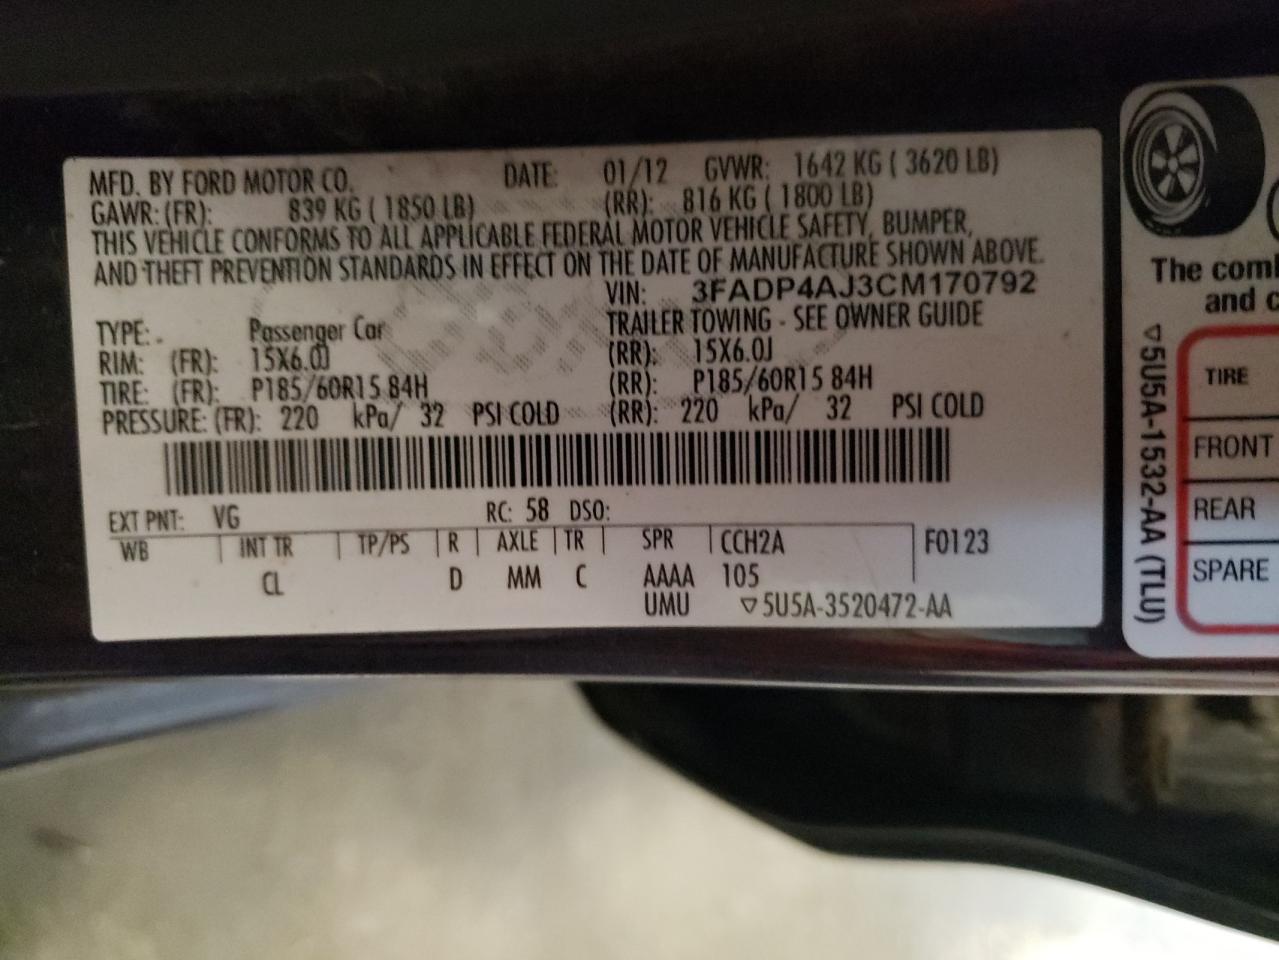 MFD. BY FORD MOTOR CO. DATE: 01/12 GVWR: 1642 KG ( 3620 LB)
GAWR: (FR): 839 KG ( 1850 LB) (RR): 816 KG ( 1800 LB)
THIS VEHICLE CONFORMS TO ALL APPLICABLE FEDERAL MOTOR VEHICLE SAFETY, BUMPER,
AND THEFT PREVENTION STANDARDS IN EFFECT ON THE DATE OF MANUFACTURE SHOWN ABOVE.
VIN: 3FADP4AJ3CM170792
TYPE: Passenger Car TRAILER TOWING - SEE OWNER GUIDE
RIM: (FR): 15X6.0J (RR): 15X6.0J
TIRE: (FR): P185/60R15 84H (RR): P185/60R15 84H
PRESSURE: (FR): 220 kPa/ 32 PSI COLD (RR): 220 kPa/ 32 PSI COLD
EXT PNT: VG RC: 58 DSO:
WB INT TR TP/PS R AXLE TR SPR CCH2A F0123
CL D MM C AAAA 105
UMU ▽5U5A-3520472-AA
The comb
and c
▽5U5A-1532-AA (TLU)
TIRE
FRONT
REAR
SPARE